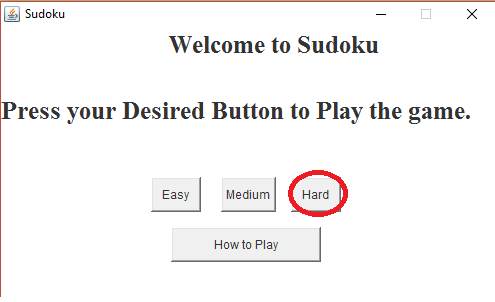 Sudoku
Welcome to Sudoku
Press your Desired Button to Play the game.
Easy Medium Hard
How to Play